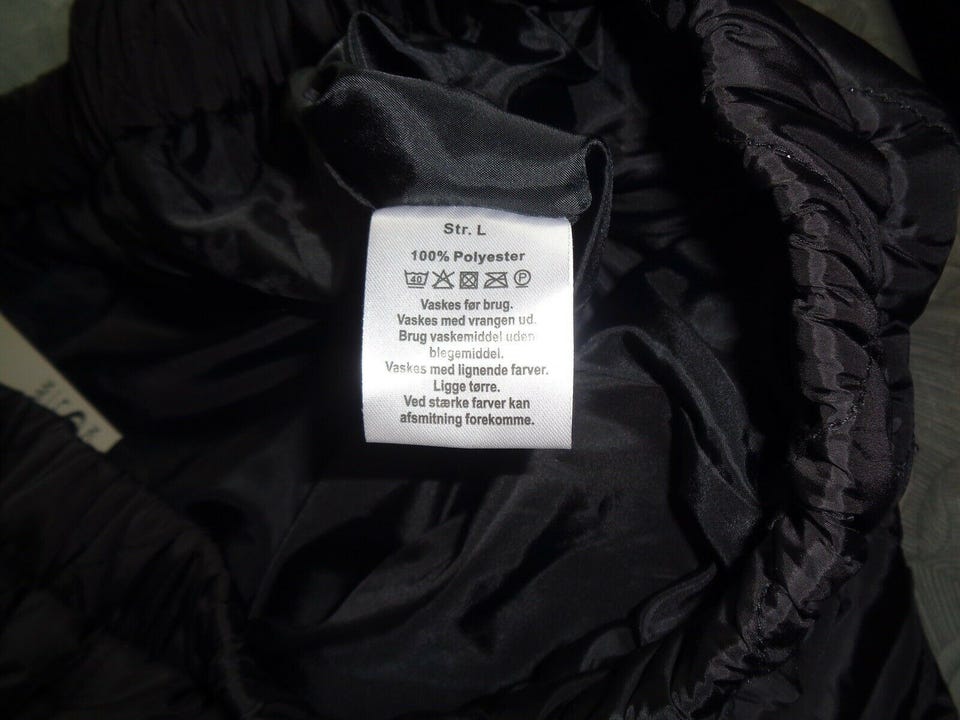 Str. L
100% Polyester
40 P
Vaskes før brug.
Vaskes med vrangen ud.
Brug vaskemiddel uden
blegemiddel.
Vaskes med lignende farver.
Ligge tørre.
Ved stærke farver kan
afsmitning forekomme.